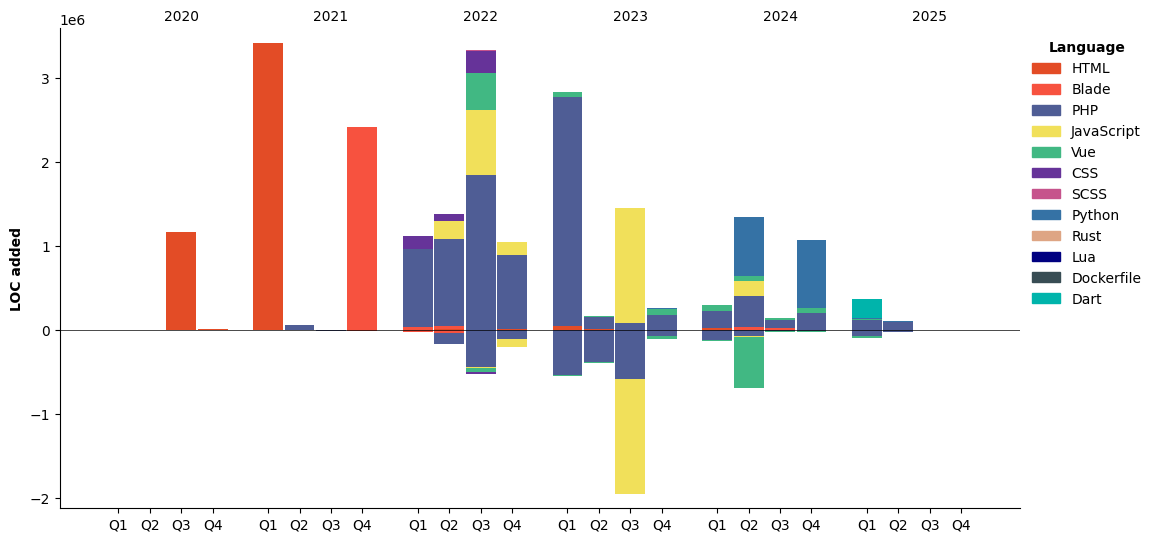 1e6
2020 2021 2022 2023 2024 2025
LOC added
3
2
1
0
−1
−2
Q1 Q2 Q3 Q4 Q1 Q2 Q3 Q4 Q1 Q2 Q3 Q4 Q1 Q2 Q3 Q4 Q1 Q2 Q3 Q4 Q1 Q2 Q3 Q4
Language
HTML
Blade
PHP
JavaScript
Vue
CSS
SCSS
Python
Rust
Lua
Dockerfile
Dart